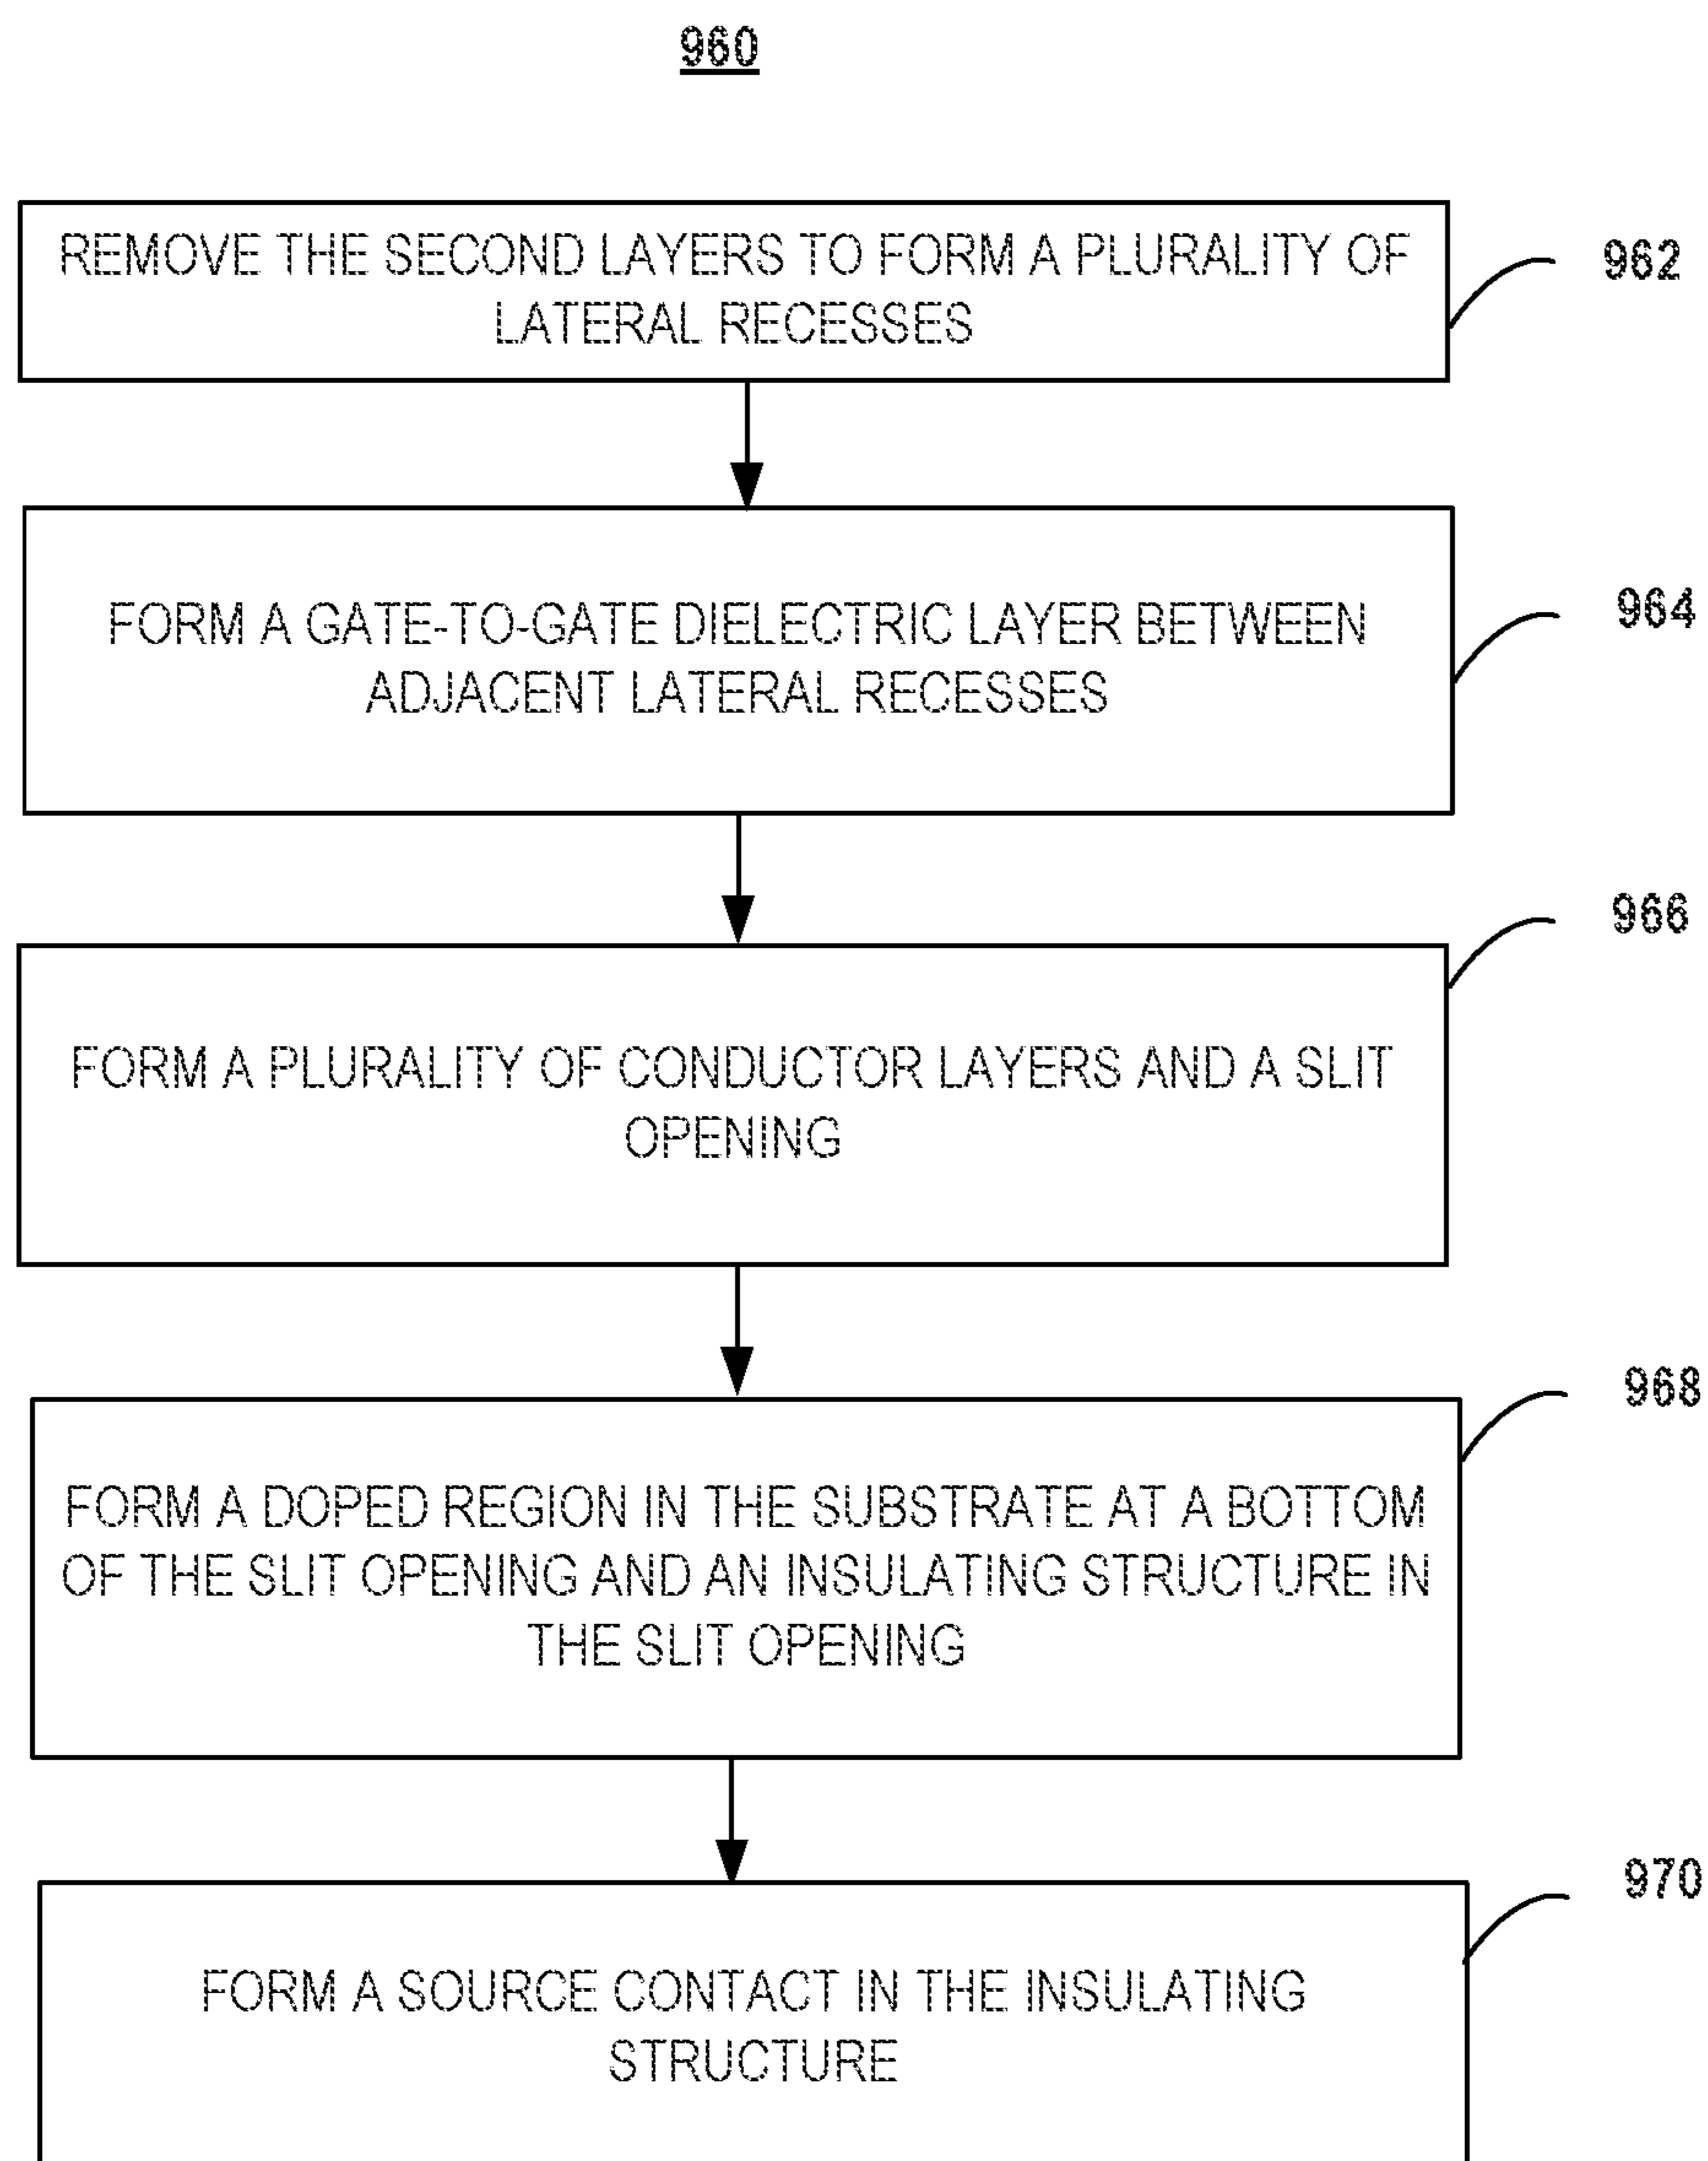 960
REMOVE THE SECOND LAYERS TO FORM A PLURALITY OF
LATERAL RECESSES
962
FORM A GATE-TO-GATE DIELECTRIC LAYER BETWEEN
ADJACENT LATERAL RECESSES
964
966
FORM A PLURALITY OF CONDUCTOR LAYERS AND A SLIT
OPENING
968
FORM A DOPED REGION IN THE SUBSTRATE AT A BOTTOM
OF THE SLIT OPENING AND AN INSULATING STRUCTURE IN
THE SLIT OPENING
970
FORM A SOURCE CONTACT IN THE INSULATING
STRUCTURE